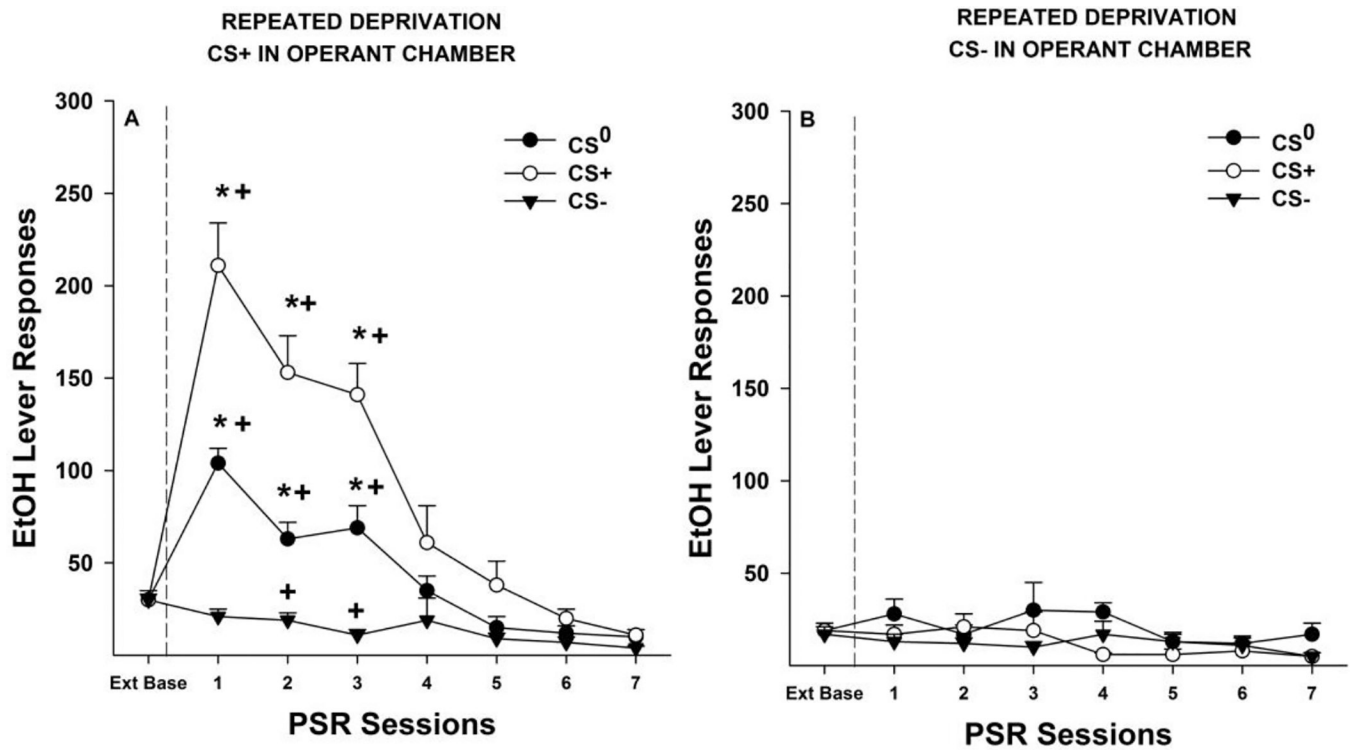 REPEATED DEPRIVATION
CS+ IN OPERANT CHAMBER
A
CS0
CS+
CS-
EtOH Lever Responses
300
250
200
150
100
50
*+
*+
*+
*+
*+
*+
+
+
Ext Base 1 2 3 4 5 6 7
PSR Sessions
REPEATED DEPRIVATION
CS- IN OPERANT CHAMBER
B
CS0
CS+
CS-
EtOH Lever Responses
300
250
200
150
100
50
Ext Base 1 2 3 4 5 6 7
PSR Sessions